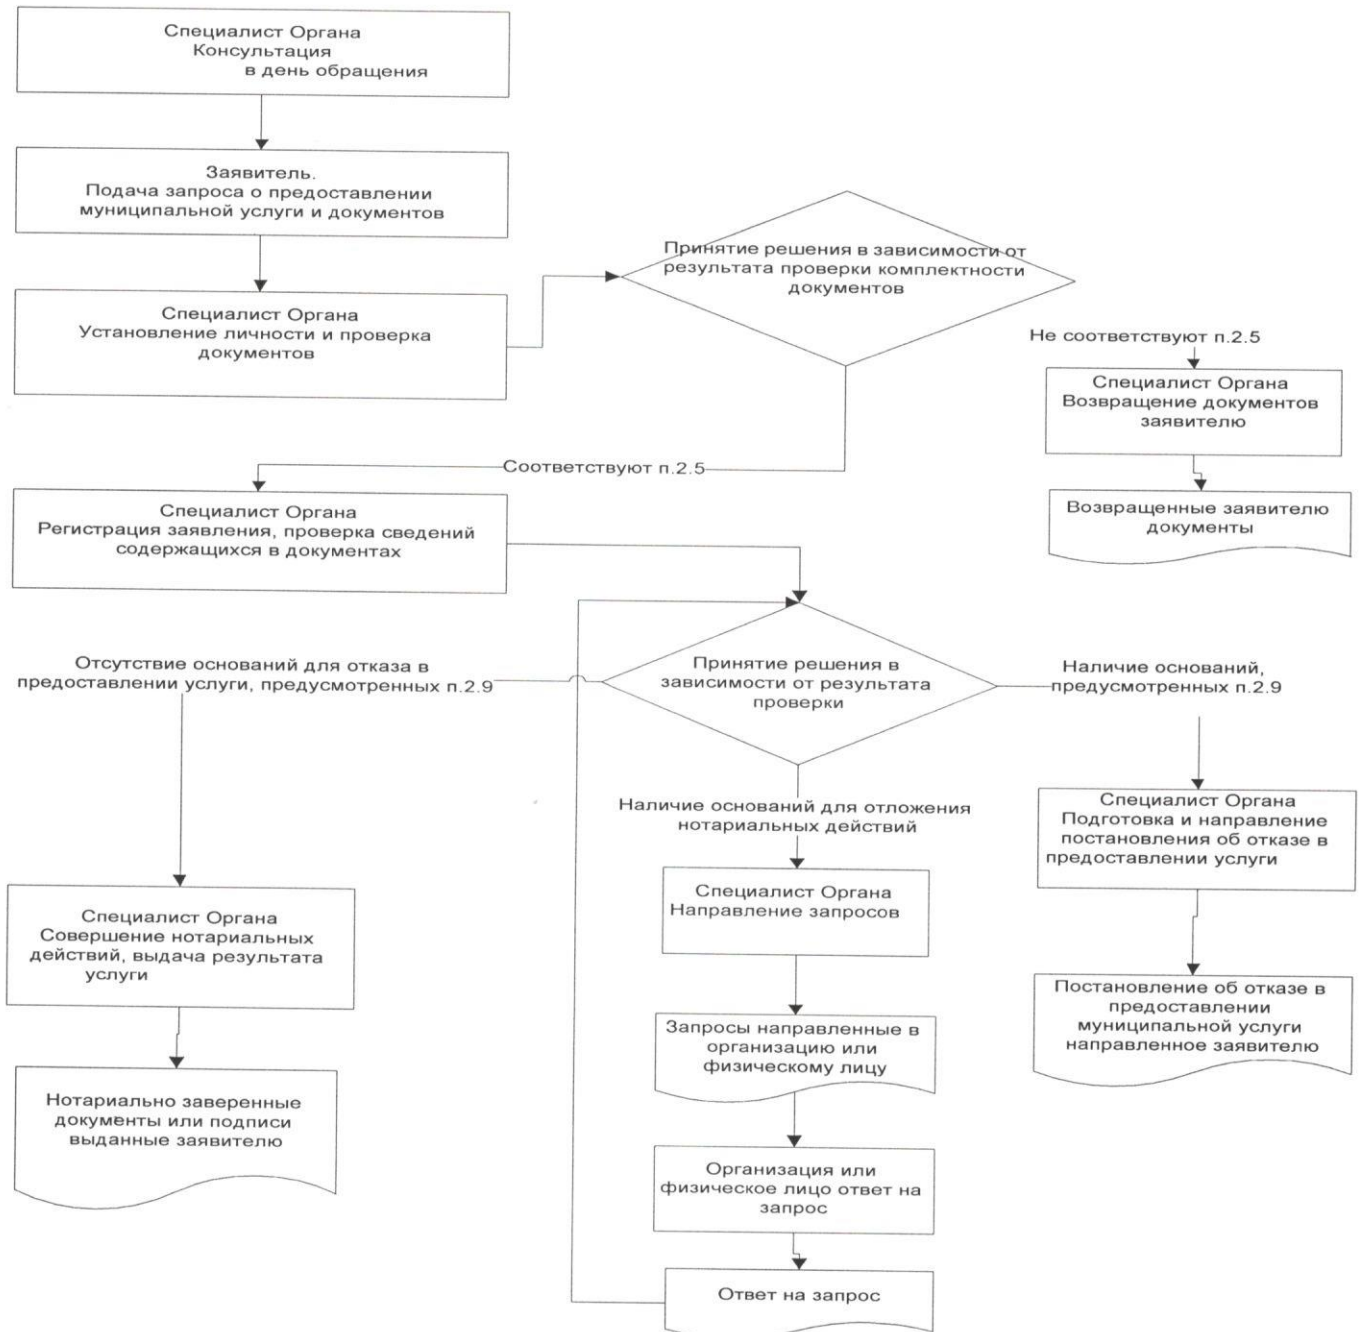 Специалист Органа
Консультация
в день обращения
Заявитель.
Подача запроса о предоставлении
муниципальной услуги и документов
Специалист Органа
Установление личности и проверка
документов
Принятие решения в зависимости от
результата проверки комплектности
документов
Не соответствуют п.2.5
Специалист Органа
Возвращение документов
заявителю
Возвращенные заявителю
документы
Соответствуют п.2.5
Специалист Органа
Регистрация заявления, проверка сведений
содержащихся в документах
Принятие решения в
зависимости от результата
проверки
Отсутствие оснований для отказа в
предоставлении услуги, предусмотренных п.2.9
Наличие оснований,
предусмотренных п.2.9
Наличие оснований для отложения
нотариальных действий
Специалист Органа
Подготовка и направление
постановления об отказе в
предоставлении услуги
Специалист Органа
Направление запросов
Специалист Органа
Совершение нотариальных
действий, выдача результата
услуги
Постановление об отказе в
предоставлении
муниципальной услуги
направленное заявителю
Запросы направленные в
организацию или
физическому лицу
Нотариально заверенные
документы или подписи
выданные заявителю
Организация или
физическое лицо ответ на
запрос
Ответ на запрос